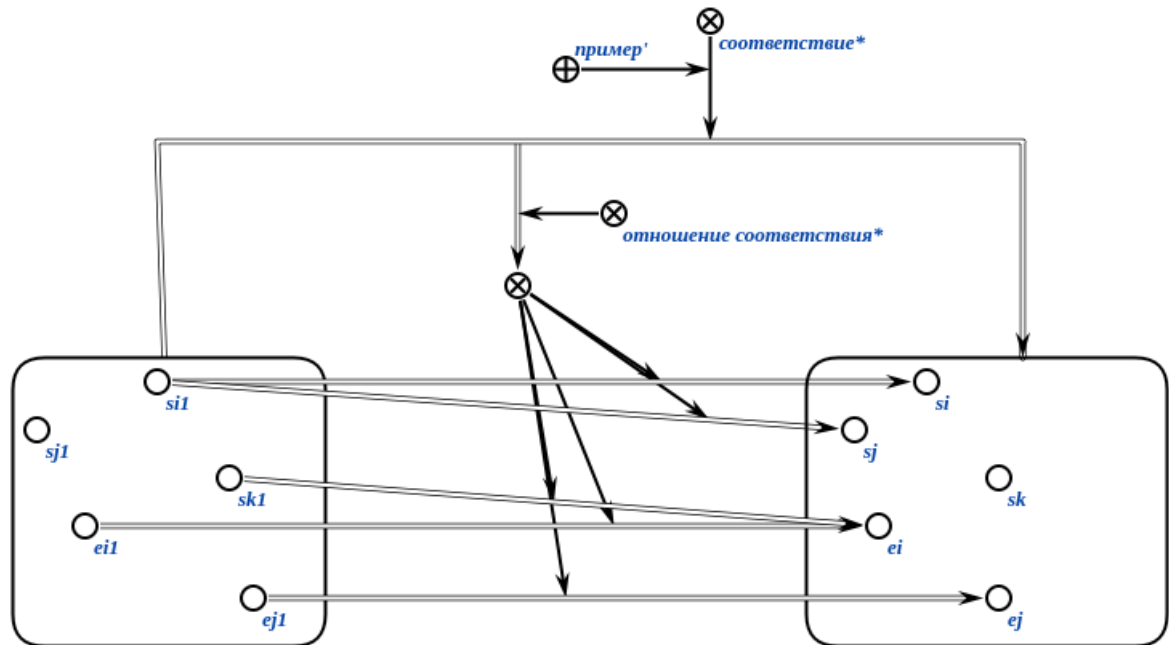 соответствие*
пример'
отношение соответствия*
si1
si
sj1
sj
sk1
sk
ei1
ei
ej1
ej